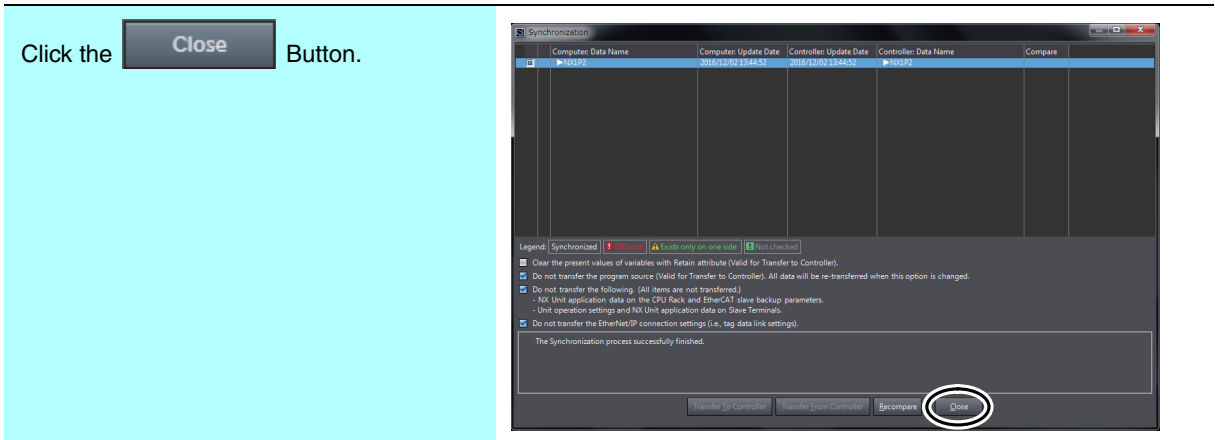 Click the Close Button.
Synchronization
Computer: Data Name Computer: Update Date Controller: Update Date Controller: Data Name Compare
▶NX1P2 2016/12/02 13:44:52 2016/12/02 13:44:52 ▶NX1P2
Legend: Synchronized Different Exists only on one side Not checked
Clear the present values of variables with Retain attribute (Valid for Transfer to Controller).
Do not transfer the program source (Valid for Transfer to Controller). All data will be re-transferred when this option is changed.
Do not transfer the following. (All items are not transferred.)
- NX Unit application data on the CPU Rack and EtherCAT slave backup parameters.
- Unit operation settings and NX Unit application data on Slave Terminals.
Do not transfer the EtherNet/IP connection settings (i.e., tag data link settings).
The Synchronization process successfully finished.
Transfer To Controller Transfer From Controller Recompare Close